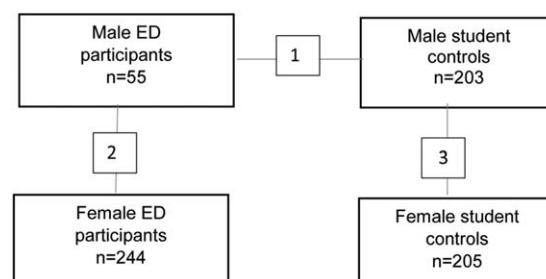 Male ED
participants
n=55
1
Male student
controls
n=203
2
3
Female ED
participants
n=244
Female student
controls
n=205